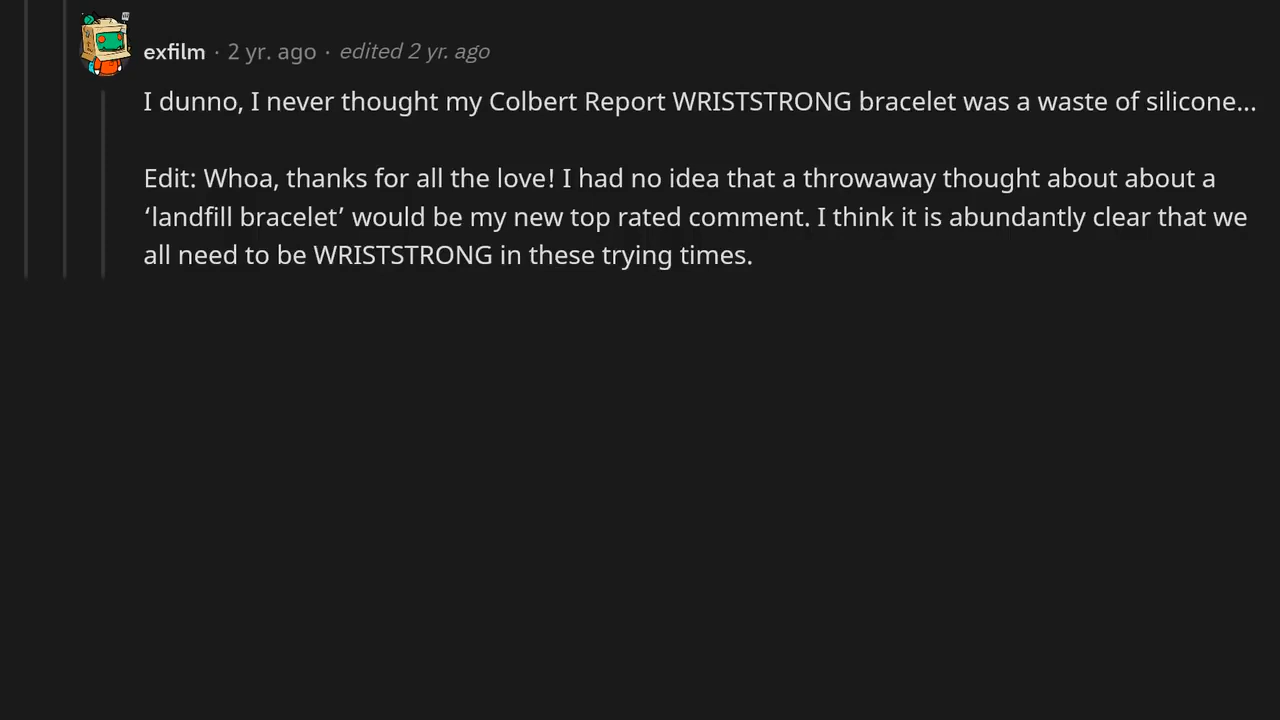 exfilm · 2 yr. ago · edited 2 yr. ago
I dunno, I never thought my Colbert Report WRISTSTRONG bracelet was a waste of silicone...
Edit: Whoa, thanks for all the love! I had no idea that a throwaway thought about about a
‘landfill bracelet’ would be my new top rated comment. I think it is abundantly clear that we
all need to be WRISTSTRONG in these trying times.